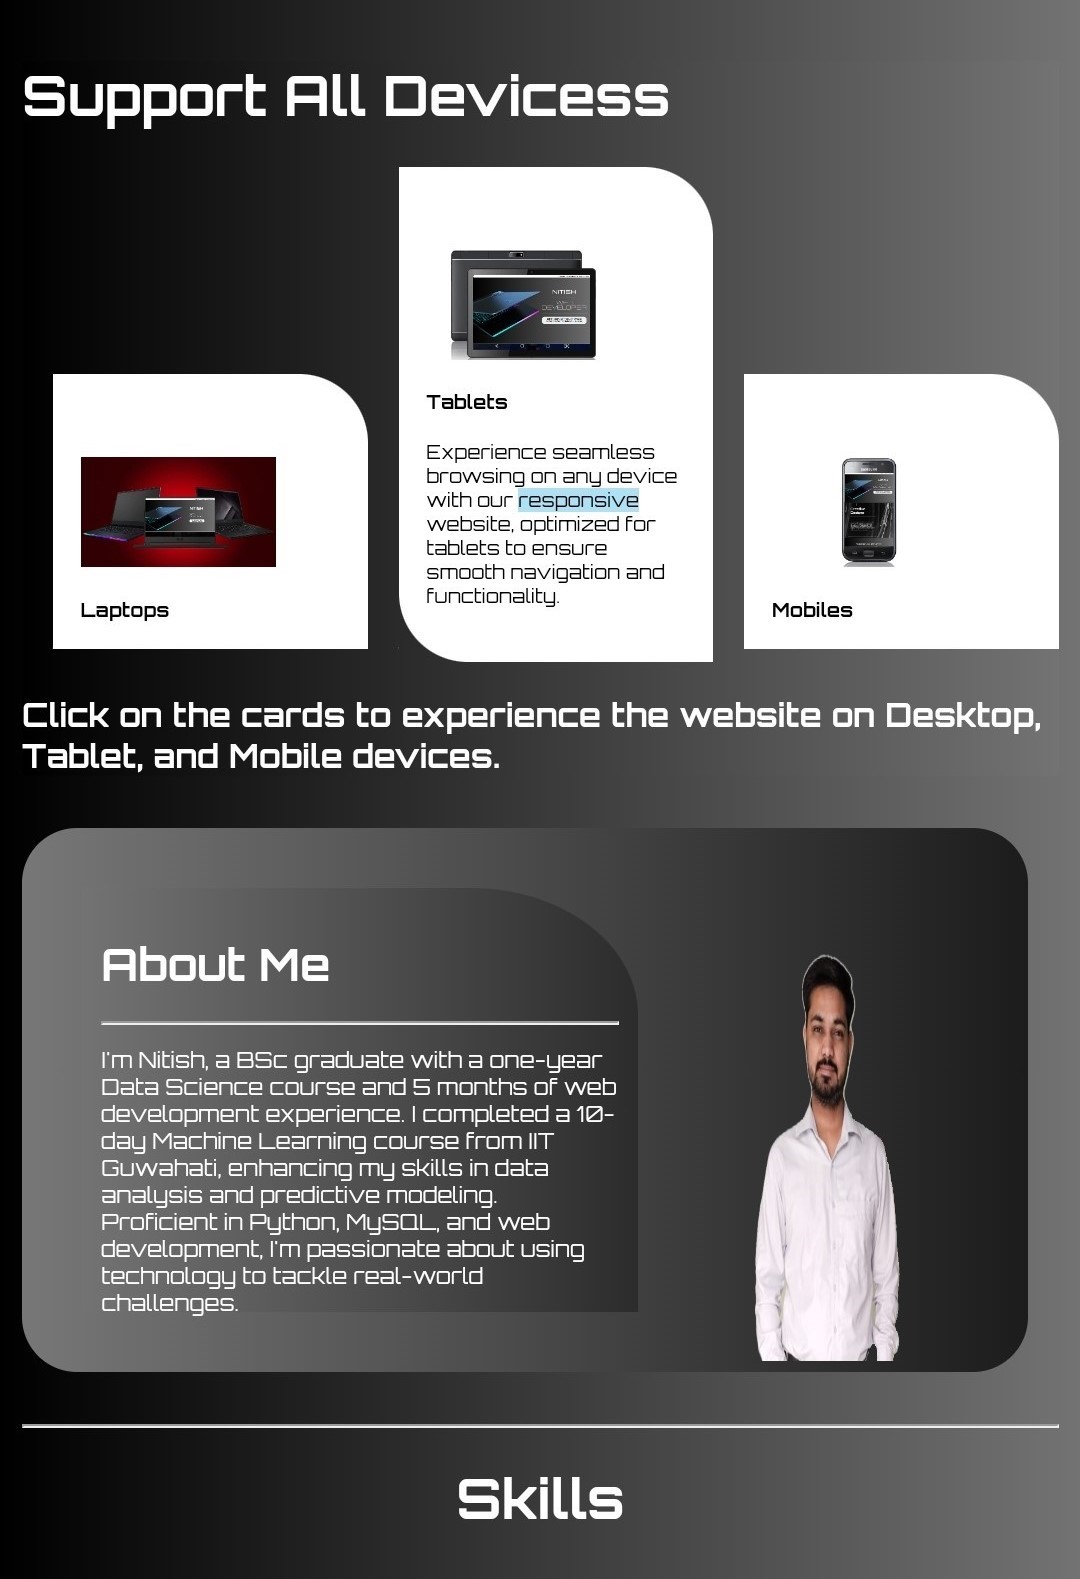 Support All Devicess
NITISH
DEVELOPER
Tablets
Experience seamless
browsing on any device
with our responsive
website, optimized for
tablets to ensure
smooth navigation and
functionality.
Laptops
Mobiles
Click on the cards to experience the website on Desktop,
Tablet, and Mobile devices.
About Me
I'm Nitish, a BSc graduate with a one-year
Data Science course and 5 months of web
development experience. I completed a 10-
day Machine Learning course from IIT
Guwahati, enhancing my skills in data
analysis and predictive modeling.
Proficient in Python, MySQL, and web
development, I'm passionate about using
technology to tackle real-world
challenges.
Skills